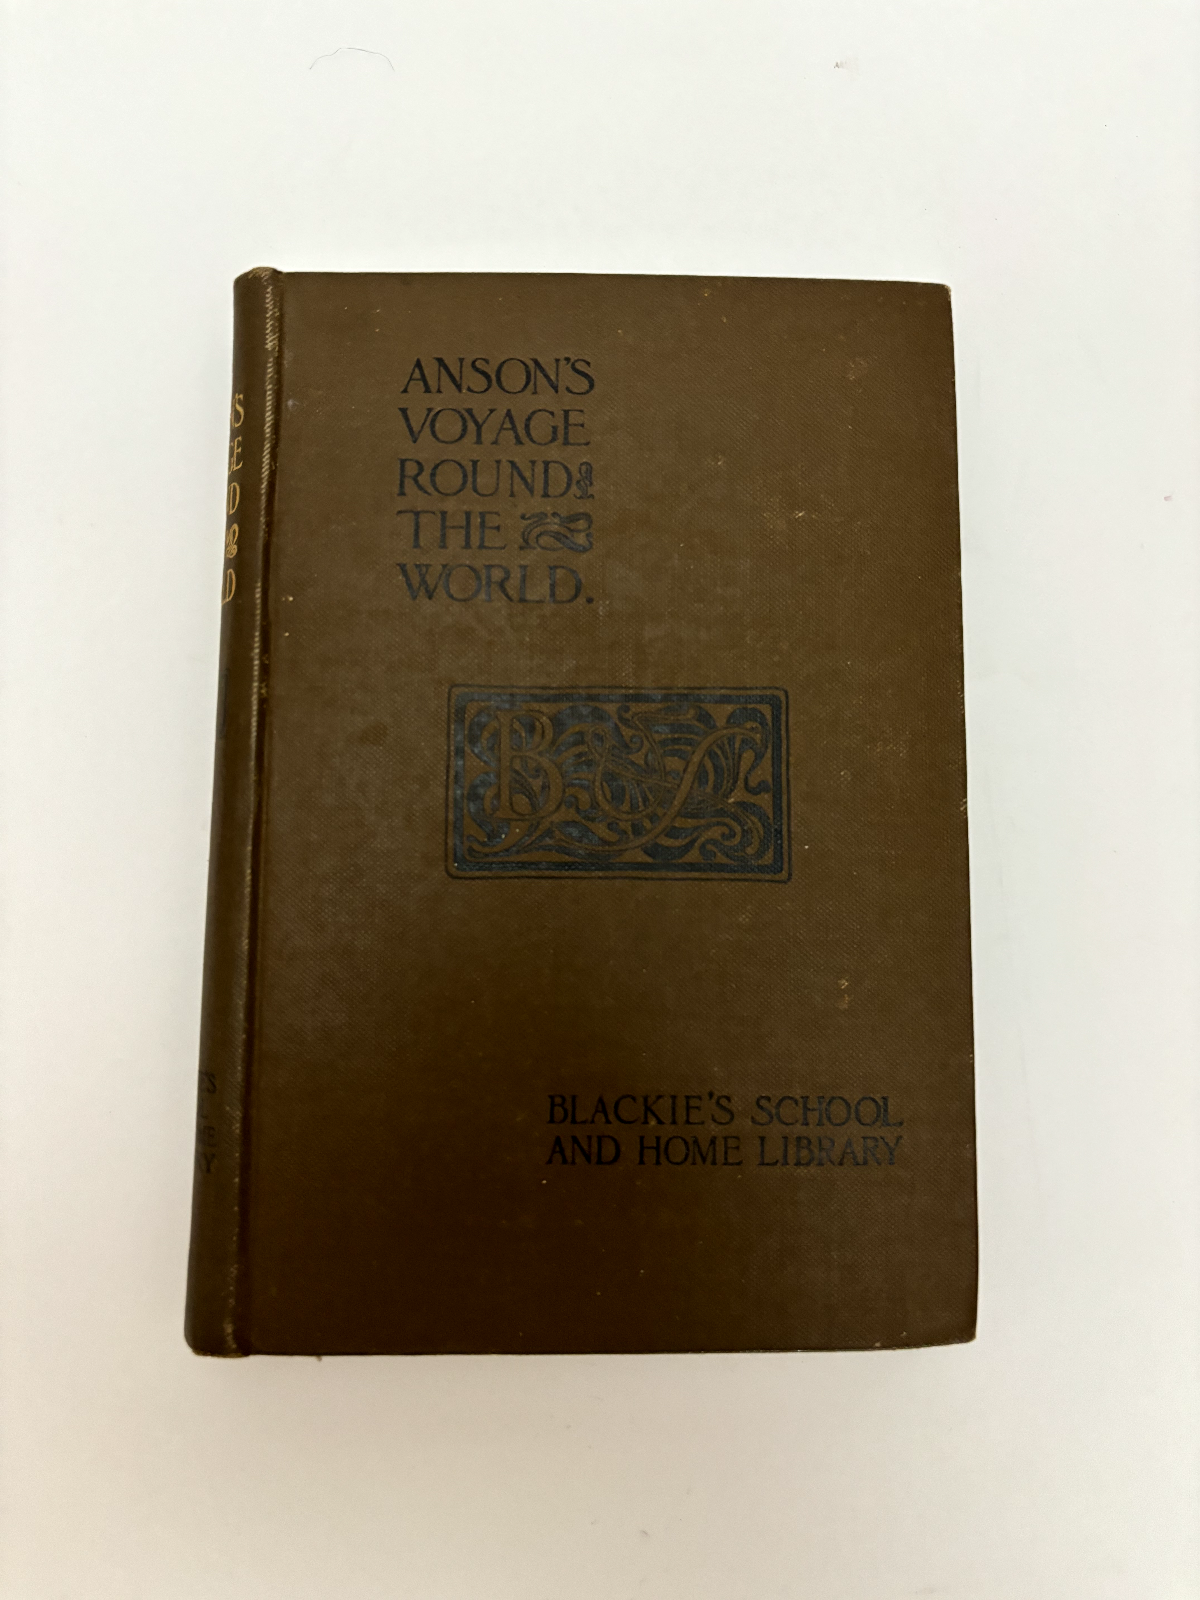 ANSON'S
VOYAGE
ROUND
THE
WORLD.
B & S
BLACKIE'S SCHOOL
AND HOME LIBRARY